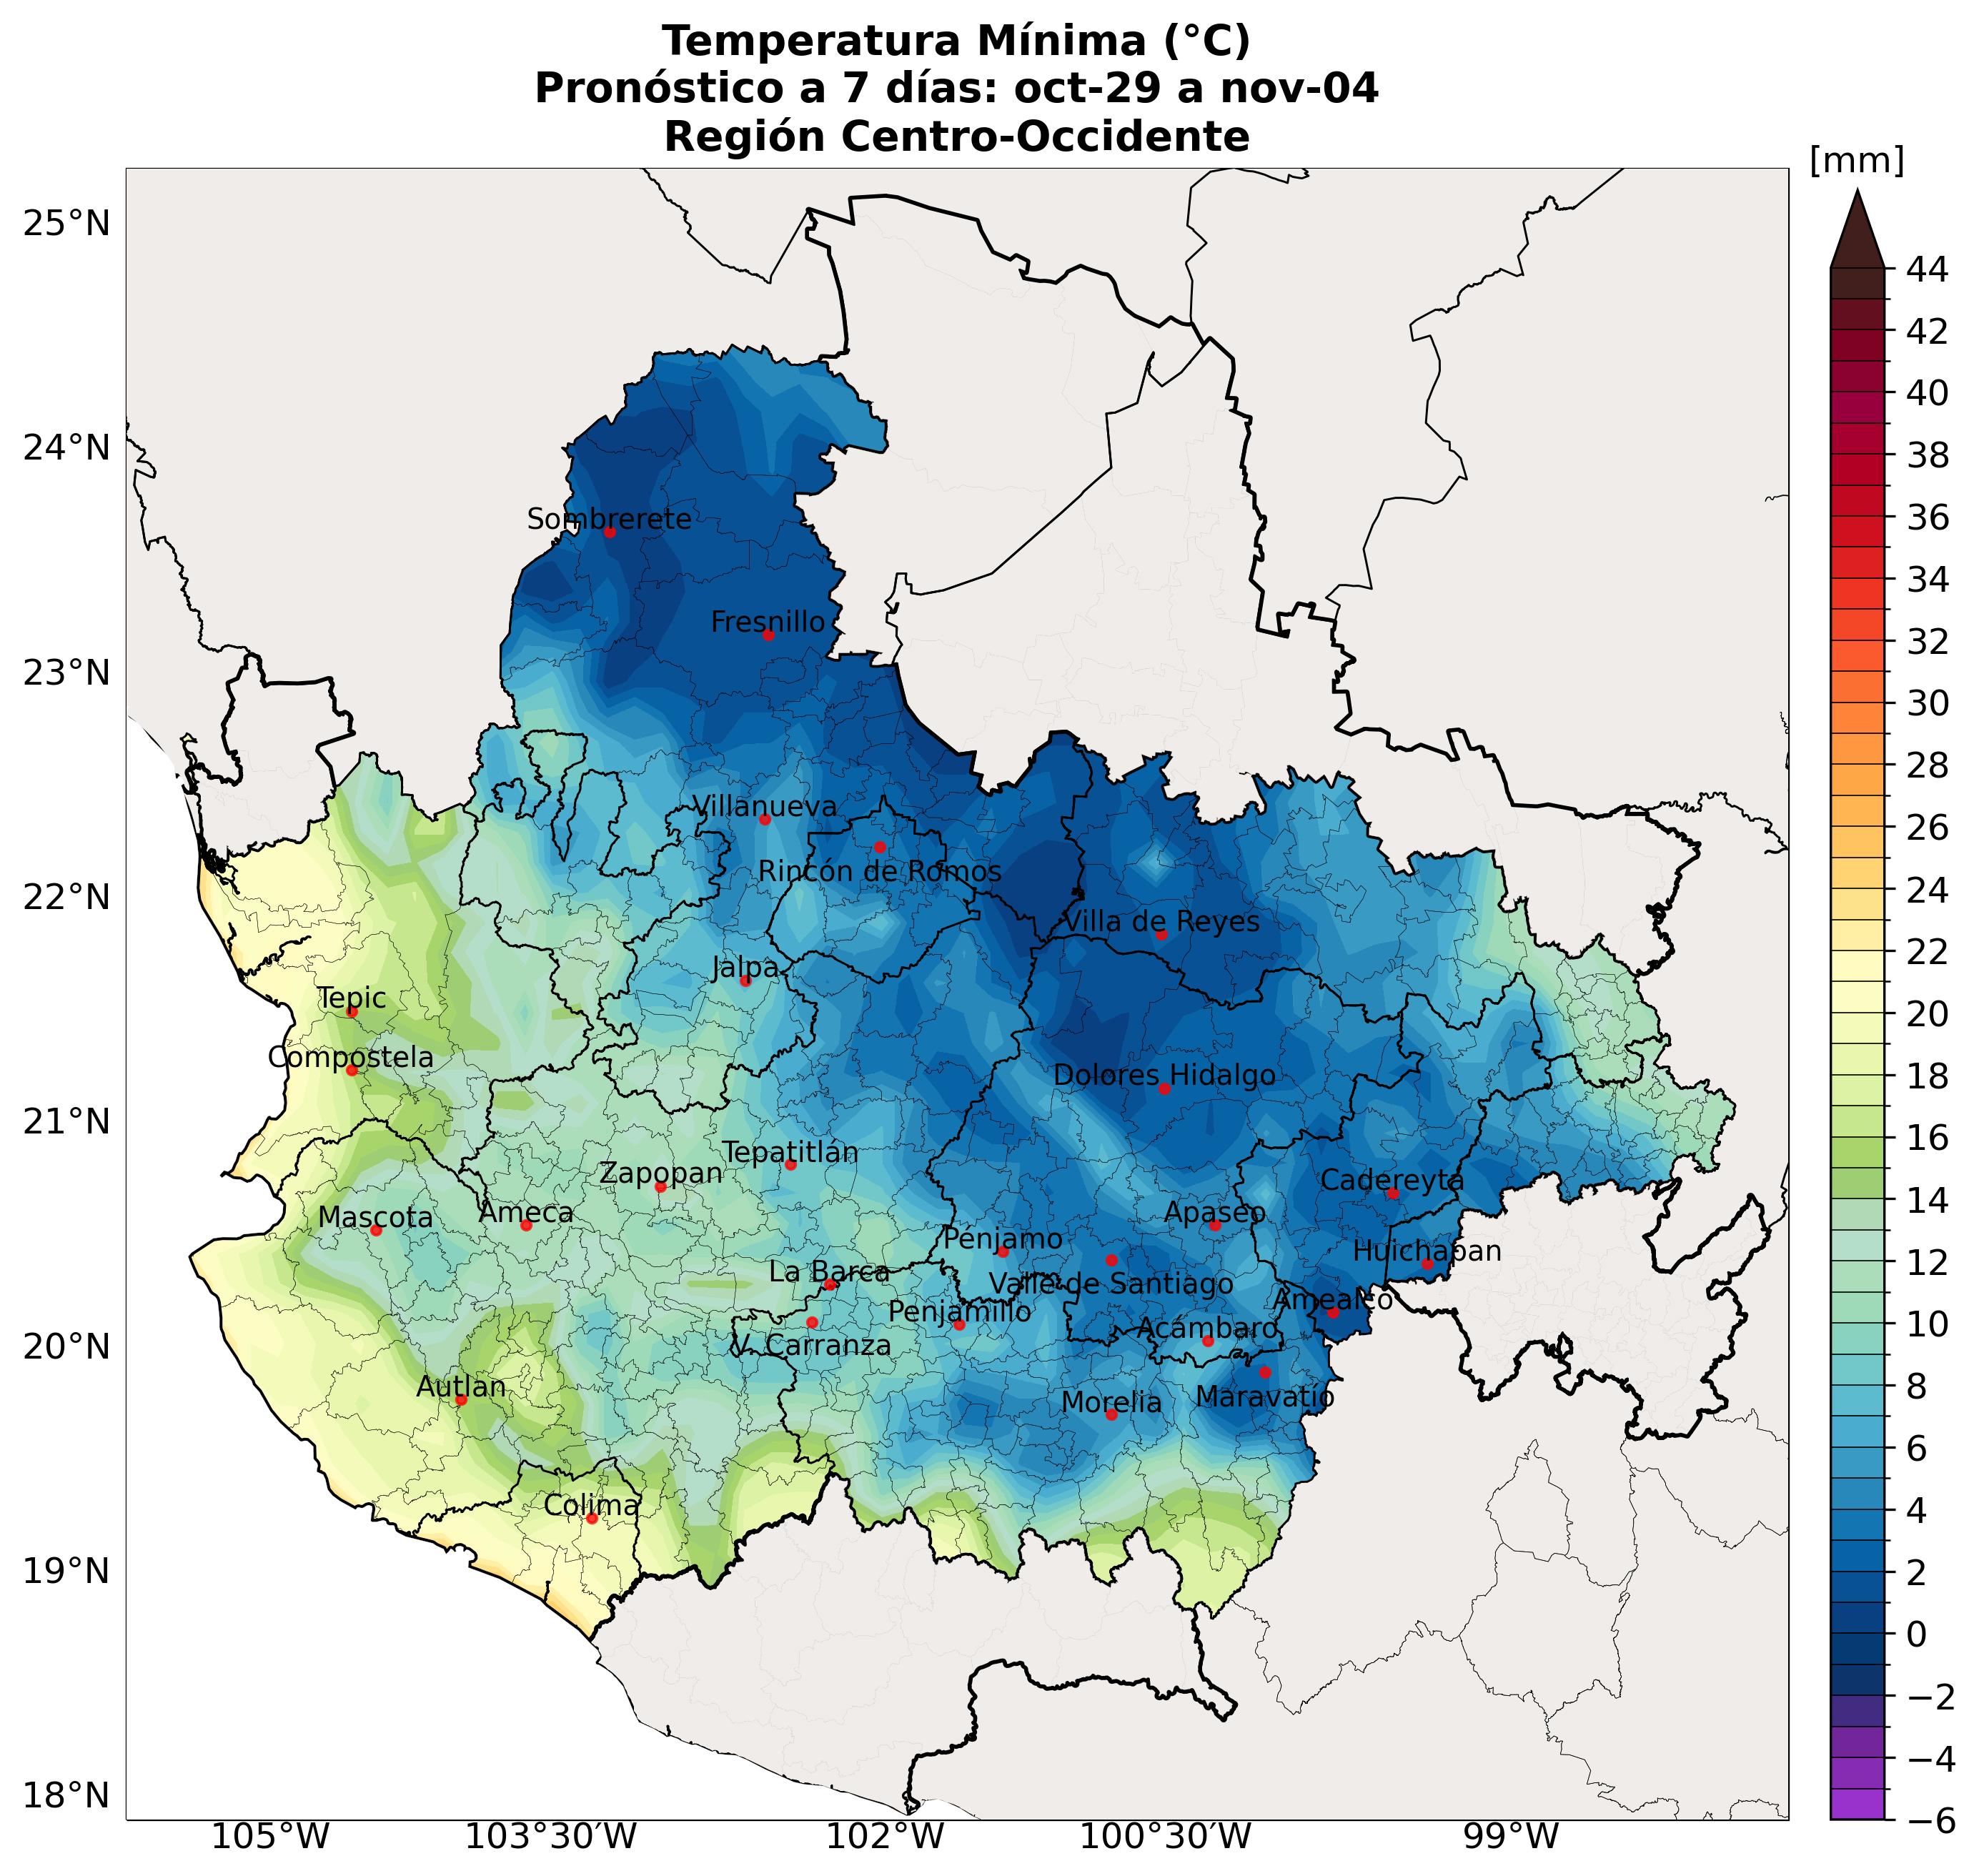 Temperatura Mínima (°C)
Pronóstico a 7 días: oct-29 a nov-04
Región Centro-Occidente
[mm]
25°N
24°N
23°N
22°N
21°N
20°N
19°N
18°N
Sombrerete
Fresnillo
Villanueva
Rincón de Romos
Villa de Reyes
Jalpa
Tepic
Compostela
Dolores Hidalgo
Tepatitlán
Zapopan
Cadereyta
Mascota
Ameca
Apaseo
Pénjamo
Huichapan
La Barca
Valle de Santiago
Amealco
Penjamillo
Acámbaro
V. Carranza
Autlan
Morelia
Maravatio
Colima
105°W
103°30'W
102°W
100°30'W
99°W
44
42
40
38
36
34
32
30
28
26
24
22
20
18
16
14
12
10
8
6
4
2
0
−2
−4
−6